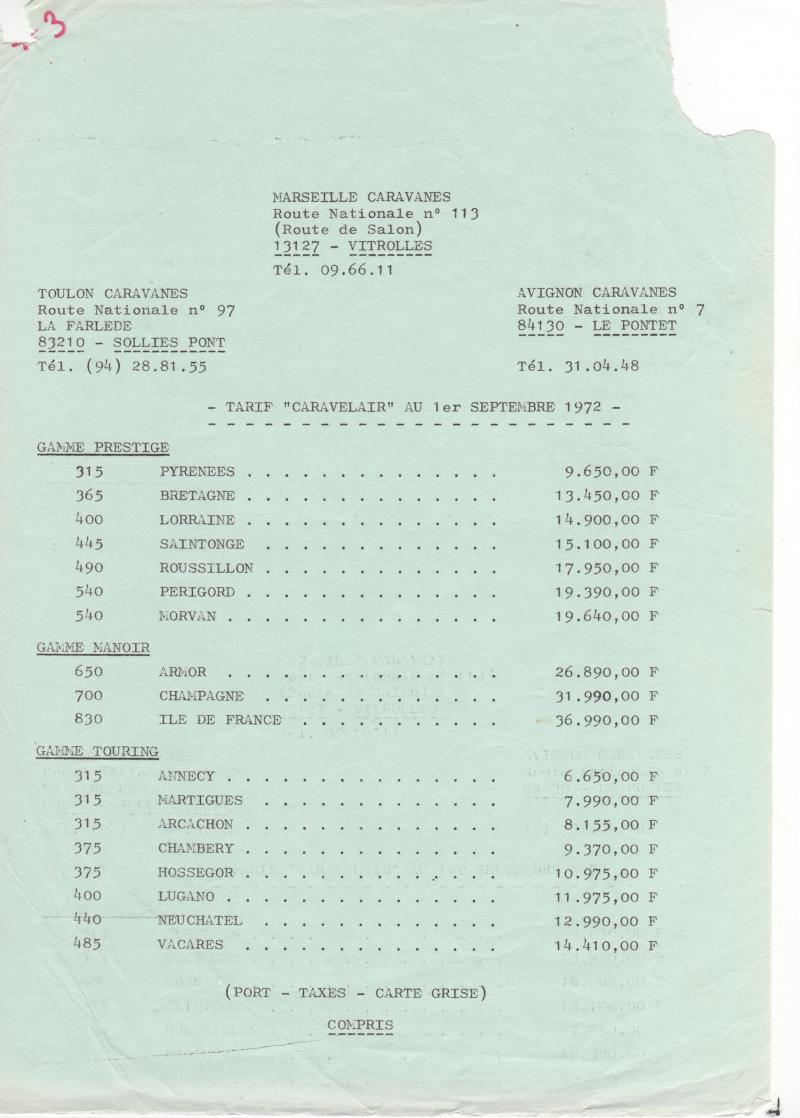 3
MARSEILLE CARAVANES
Route Nationale n° 113
(Route de Salon)
13127 - VITROLLES
Tél. 09.66.11
TOULON CARAVANES
Route Nationale n° 97
LA FARLEDE
83210 - SOLLIES PONT
Tél. (94) 28.81.55
AVIGNON CARAVANES
Route Nationale n° 7
84130 - LE PONTET
Tél. 31.04.48
- TARIF "CARAVELAIR" AU 1er SEPTEMBRE 1972 -
GAMME PRESTIGE
315 PYRENEES . . . . . . . . . . . . . . 9.650,00 F
365 BRETAGNE . . . . . . . . . . . . . . 13.450,00 F
400 LORRAINE . . . . . . . . . . . . . . 14.900,00 F
445 SAINTONGE . . . . . . . . . . . . . 15.100,00 F
490 ROUSSILLON . . . . . . . . . . . . . 17.950,00 F
540 PERIGORD . . . . . . . . . . . . . . 19.390,00 F
540 MORVAN . . . . . . . . . . . . . . . 19.640,00 F
GAMME MANOIR
650 ARMOR . . . . . . . . . . . . . . . 26.890,00 F
700 CHAMPAGNE . . . . . . . . . . . . . 31.990,00 F
830 ILE DE FRANCE . . . . . . . . . . . 36.990,00 F
GAMME TOURING
315 ANNECY . . . . . . . . . . . . . . . 6.650,00 F
315 MARTIGUES . . . . . . . . . . . . . 7.990,00 F
315 ARCACHON . . . . . . . . . . . . . . 8.155,00 F
375 CHAMBERY . . . . . . . . . . . . . . 9.370,00 F
375 HOSSEGOR . . . . . . . . . . . . . . 10.975,00 F
400 LUGANO . . . . . . . . . . . . . . . 11.975,00 F
440 NEUCHATEL . . . . . . . . . . . . . 12.990,00 F
485 VACARES . . . . . . . . . . . . . . 14.410,00 F
(PORT - TAXES - CARTE GRISE)
COMPRIS